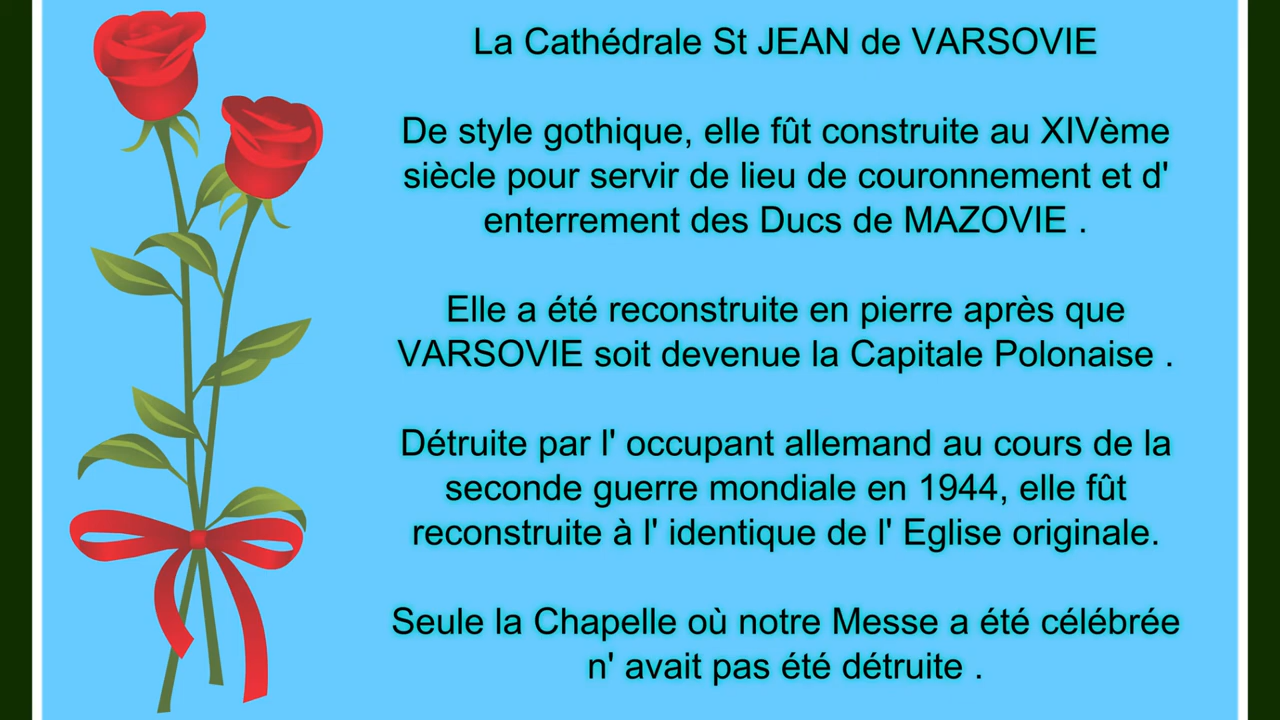 La Cathédrale St JEAN de VARSOVIE
De style gothique, elle fût construite au XIVème
siècle pour servir de lieu de couronnement et d'
enterrement des Ducs de MAZOVIE .
Elle a été reconstruite en pierre après que
VARSOVIE soit devenue la Capitale Polonaise .
Détruite par l' occupant allemand au cours de la
seconde guerre mondiale en 1944, elle fût
reconstruite à l' identique de l' Eglise originale.
Seule la Chapelle où notre Messe a été célébrée
n' avait pas été détruite .